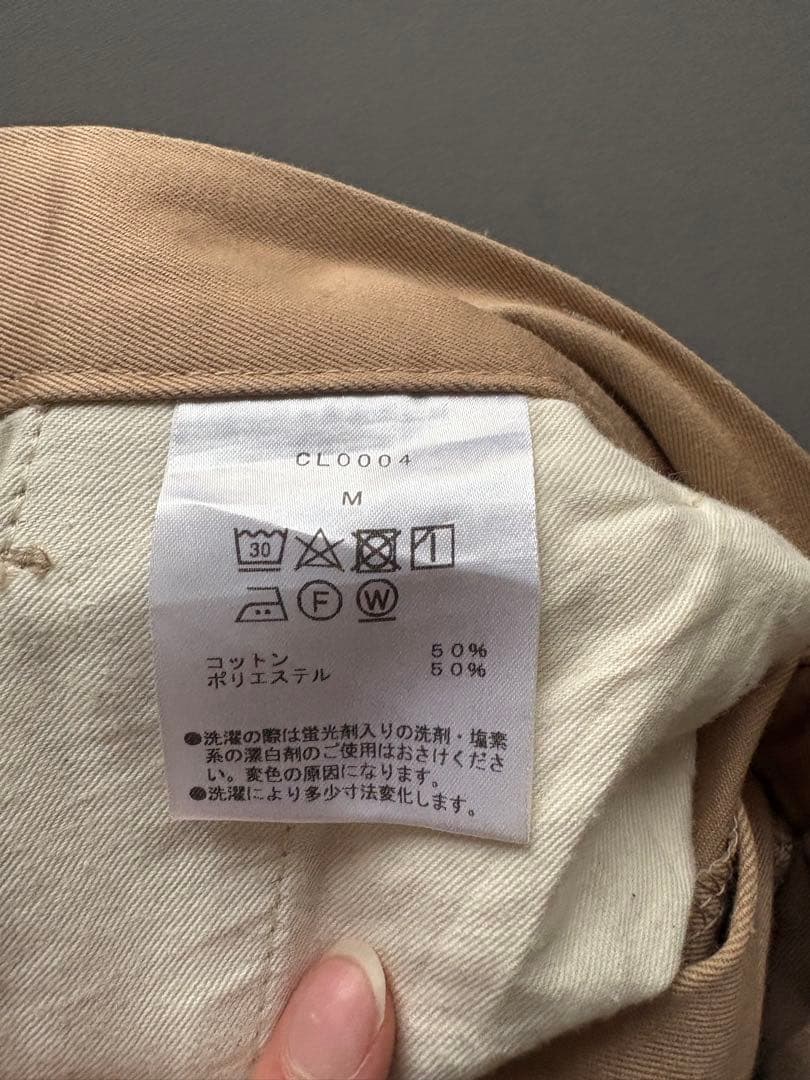 CL0004
M
30
F W
コットン 50%
ポリエステル 50%
●洗濯の際は蛍光剤入りの洗剤・塩素
系の漂白剤のご使用はおさけくださ
い。変色の原因になります。
●洗濯により多少寸法変化します。